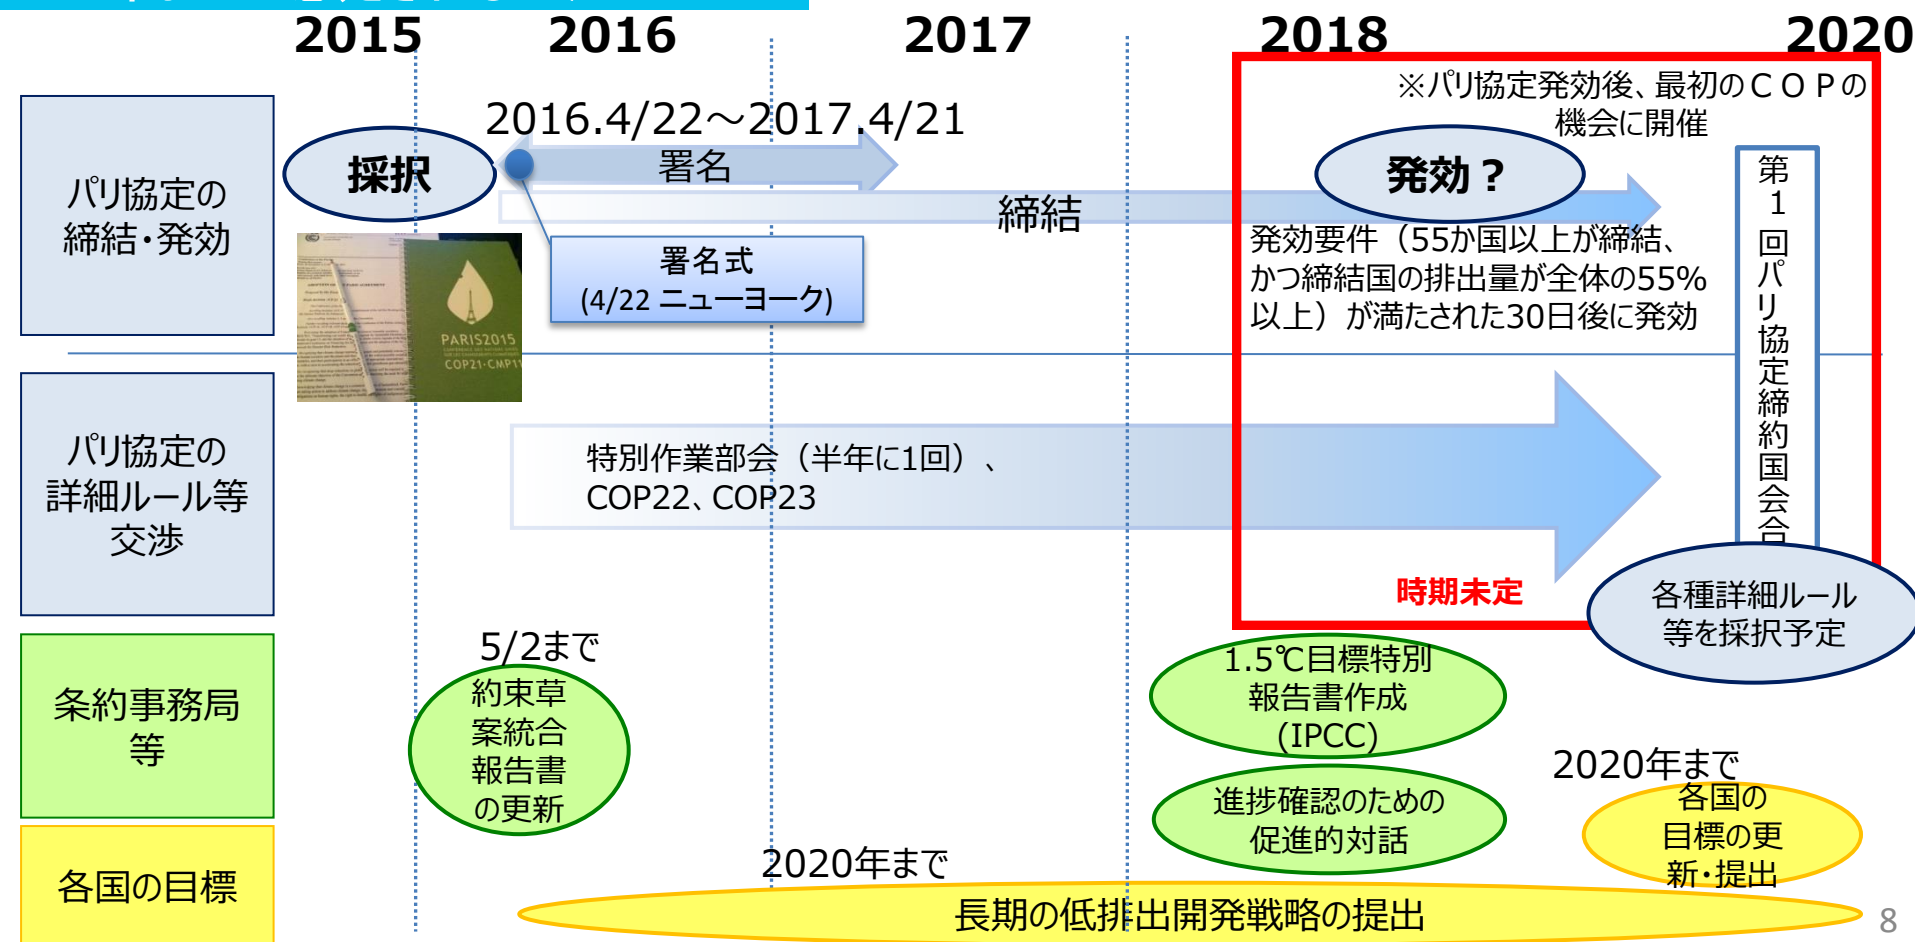 2015
2016
2017
2018
2020
パリ協定の
締結・発効
採択
2016.4/22～2017.4/21
署名
締結
署名式
(4/22 ニューヨーク)
PARIS2015
COP21・CMP11
※パリ協定発効後、最初のＣＯＰの
機会に開催
発効？
発効要件（55か国以上が締結、
かつ締結国の排出量が全体の55%
以上）が満たされた30日後に発効
第１回パリ協定締約国会合
パリ協定の
詳細ルール等
交渉
特別作業部会（半年に1回）、
COP22、COP23
時期未定
各種詳細ルール
等を採択予定
条約事務局
等
5/2まで
約束草
案統合
報告書
の更新
1.5℃目標特別
報告書作成
(IPCC)
進捗確認のための
促進的対話
各国の目標
2020年まで
各国の
目標の更
新・提出
2020年まで
長期の低排出開発戦略の提出
8